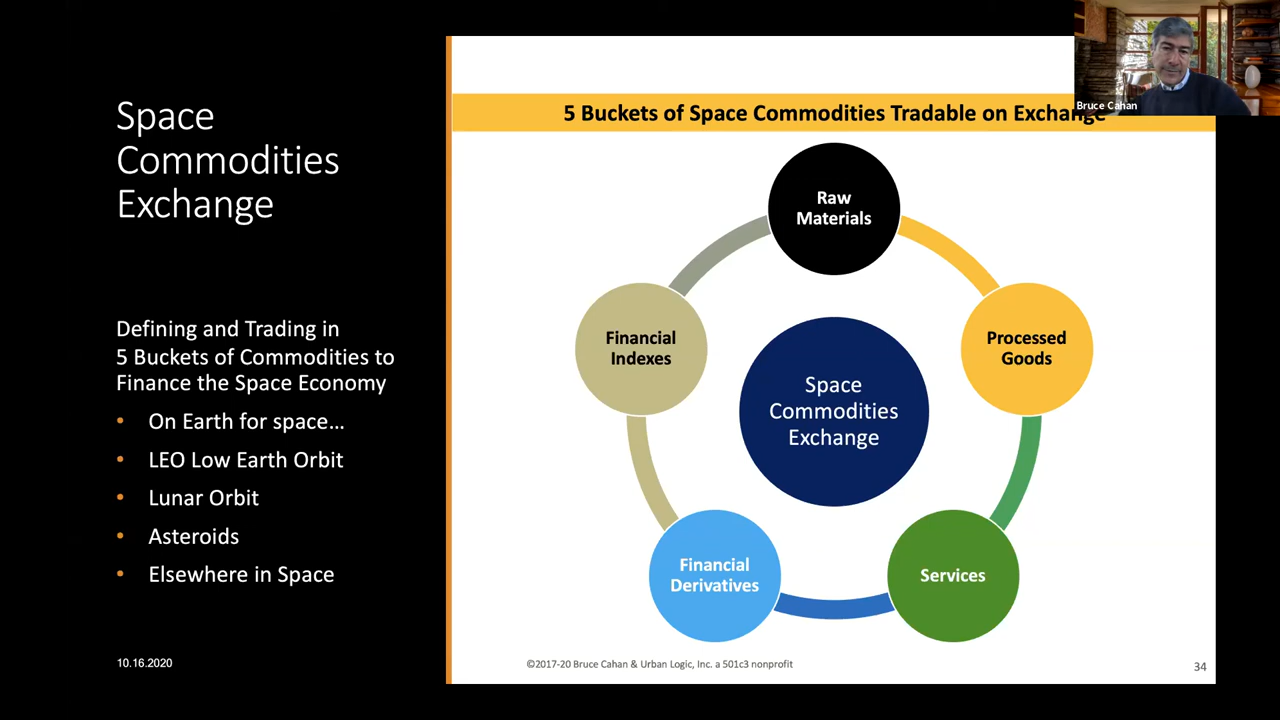 Space
Commodities
Exchange
Defining and Trading in
5 Buckets of Commodities to
Finance the Space Economy
• On Earth for space…
• LEO Low Earth Orbit
• Lunar Orbit
• Asteroids
• Elsewhere in Space
10.16.2020
5 Buckets of Space Commodities Tradable on Exchange
Raw
Materials
Processed
Goods
Services
Financial
Derivatives
Financial
Indexes
Space
Commodities
Exchange
©2017-20 Bruce Cahan & Urban Logic, Inc. a 501c3 nonprofit
34
Bruce Cahan